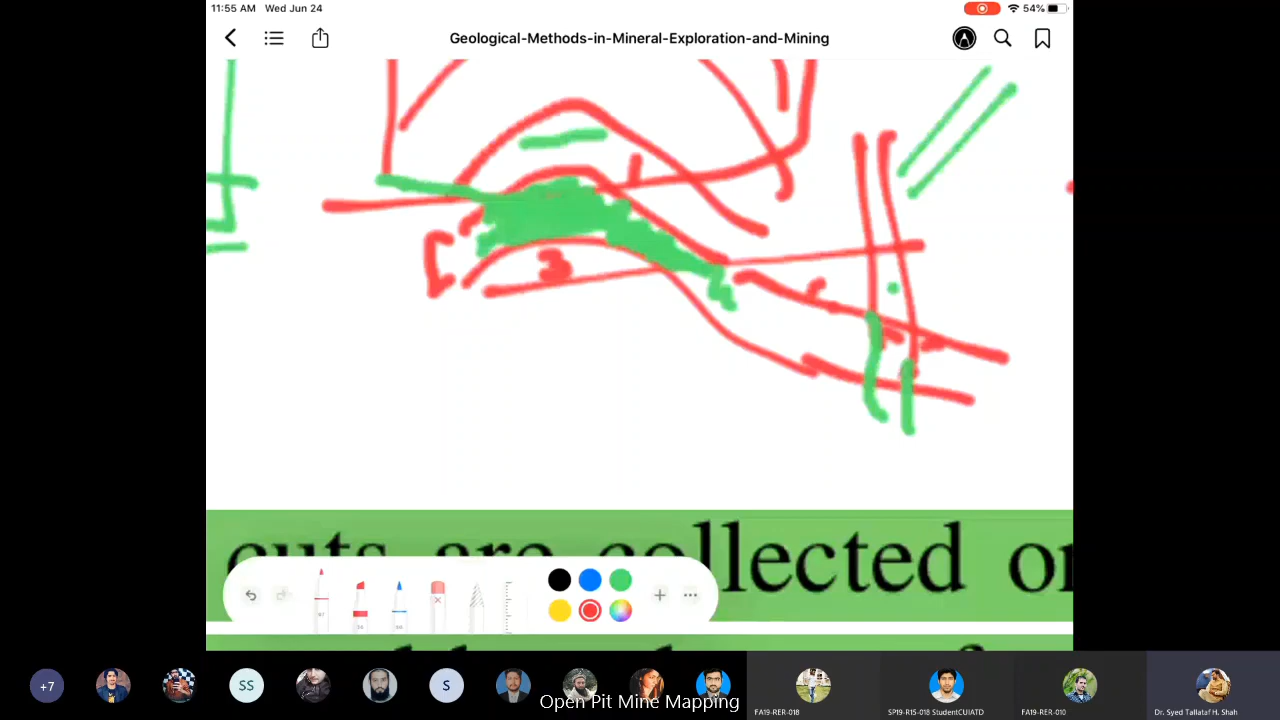 11:55 AM Wed Jun 24
54%
Geological-Methods-in-Mineral-Exploration-and-Mining
cuts are collected or
+7
SS
S
Open Pit Mine Mapping
FA19-RER-018
SP19-R15-018 StudentCUIATD
FA19-RER-010
Dr. Syed Tallataf H. Shah